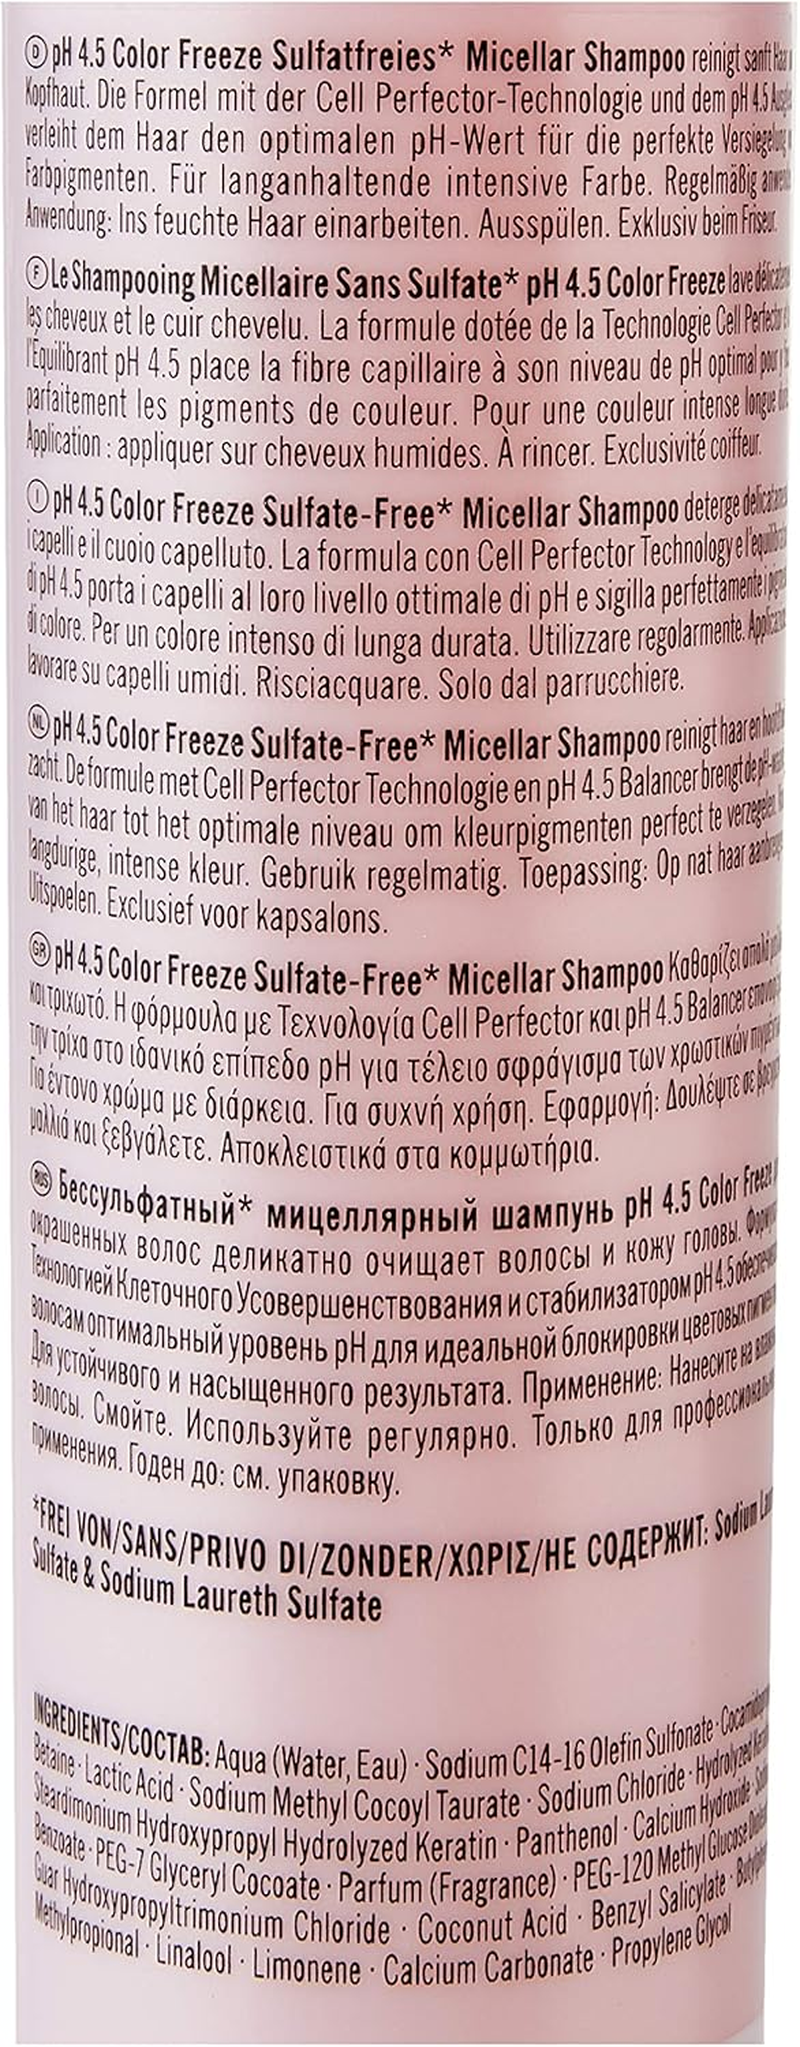 D pH 4.5 Color Freeze Sulfatfreies* Micellar Shampoo reinigt sanft Haar
Kopfhaut. Die Formel mit der Cell Perfector-Technologie und dem pH 4.5
verleiht dem Haar den optimalen pH-Wert für die perfekte Versiegelung
Farbpigmenten. Für langanhaltende intensive Farbe. Regelmäßig
Anwendung: Ins feuchte Haar einarbeiten. Ausspülen. Exklusiv beim Friseur.
F Le Shampooing Micellaire Sans Sulfate* pH 4.5 Color Freeze lave
les cheveux et le cuir chevelu. La formule dotée de la Technologie Cell Perfector
l'Équilibrant pH 4.5 place la fibre capillaire à son niveau de pH optimal pour
parfaitement les pigments de couleur. Pour une couleur intense longue
Application : appliquer sur cheveux humides. À rincer. Exclusivité coiffeur.
I pH 4.5 Color Freeze Sulfate-Free* Micellar Shampoo deterge
i capelli e il cuoio capelluto. La formula con Cell Perfector Technology e
di pH 4.5 porta i capelli al loro livello ottimale di pH e sigilla perfettamente i
di colore. Per un colore intenso di lunga durata. Utilizzare regolarmente.
lavorare su capelli umidi. Risciacquare. Solo dal parrucchiere.
NL pH 4.5 Color Freeze Sulfate-Free* Micellar Shampoo reinigt haar en
zacht. De formule met Cell Perfector Technologie en pH 4.5 Balancer brengt de
van het haar tot het optimale niveau om kleurpigmenten perfect te verzegelen.
langdurige, intense kleur. Gebruik regelmatig. Toepassing: Op nat haar
Uitspoelen. Exclusief voor kapsalons.
GR pH 4.5 Color Freeze Sulfate-Free* Micellar Shampoo Καθαρίζει απαλά
και τριχωτό. Η φόρμουλα με Τεχνολογία Cell Perfector και pH 4.5 Balancer
την τρίχα στο ιδανικό επίπεδο pH για τέλειο σφράγισμα των χρωστικών
Για έντονο χρώμα με διάρκεια. Για συχνή χρήση. Εφαρμογή: Δουλέψτε σε
μαλλιά και ξεβγάλετε. Αποκλειστικά στα κομμωτήρια.
RUS Бессульфатный* мицеллярный шампунь pH 4.5 Color Freeze
окрашенных волос деликатно очищает волосы и кожу головы.
Технологией Клеточного Усовершенствования и стабилизатором pH 4.5
волосам оптимальный уровень pH для идеальной блокировки цветовых
Для устойчивого и насыщенного результата. Применение: Нанесите на
волосы. Смойте. Используйте регулярно. Только для
применения. Годен до: см. упаковку.
*FREI VON/SANS/PRIVO DI/ZONDER/ΧΩΡΙΣ/НЕ СОДЕРЖИТ: Sodium
Sulfate & Sodium Laureth Sulfate
INGREDIENTS/СОСТАВ: Aqua (Water, Eau) · Sodium C14-16 Olefin Sulfonate ·
Betaine · Lactic Acid · Sodium Methyl Cocoyl Taurate · Sodium Chloride · Hydrolyzed
Steardimonium Hydroxypropyl Hydrolyzed Keratin · Panthenol · Calcium Hydroxide ·
Benzoate · PEG-7 Glyceryl Cocoate · Parfum (Fragrance) · PEG-120 Methyl Glucose
Guar Hydroxypropyltrimonium Chloride · Coconut Acid · Benzyl Salicylate ·
Methylpropional · Linalool · Limonene · Calcium Carbonate · Propylene Glycol